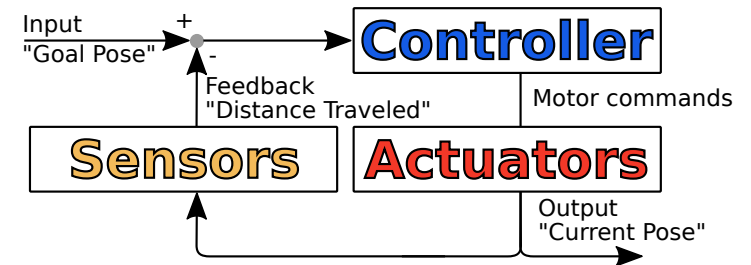 Input
"Goal Pose"
+
-
Controller
Feedback
"Distance Traveled"
Motor commands
Sensors
Actuators
Output
"Current Pose"